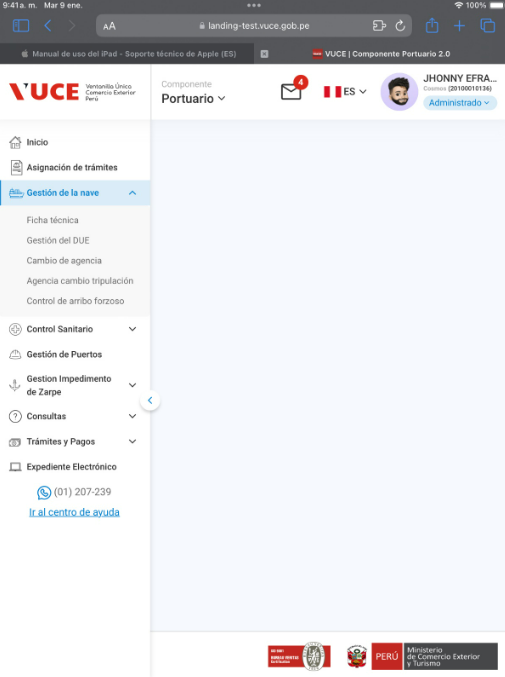 9:41 a. m. Mar 9 ene.
100%
AA
landing-test.vuce.gob.pe
Manual de uso del iPad - Soporte técnico de Apple (ES)
VUCE | Componente Portuario 2.0
VUCE
Ventanilla Única
Comercio Exterior
Perú
Componente
Portuario
4
ES
JHONNY EFRA...
Cosmos (20100010136)
Administrado
Inicio
Asignación de trámites
Gestión de la nave
Ficha técnica
Gestión del DUE
Cambio de agencia
Agencia cambio tripulación
Control de arribo forzoso
Control Sanitario
Gestión de Puertos
Gestion Impedimento
de Zarpe
Consultas
Trámites y Pagos
Expediente Electrónico
(01) 207-239
Ir al centro de ayuda
BUREAU VERITAS
Certification
PERÚ
Ministerio
de Comercio Exterior
y Turismo